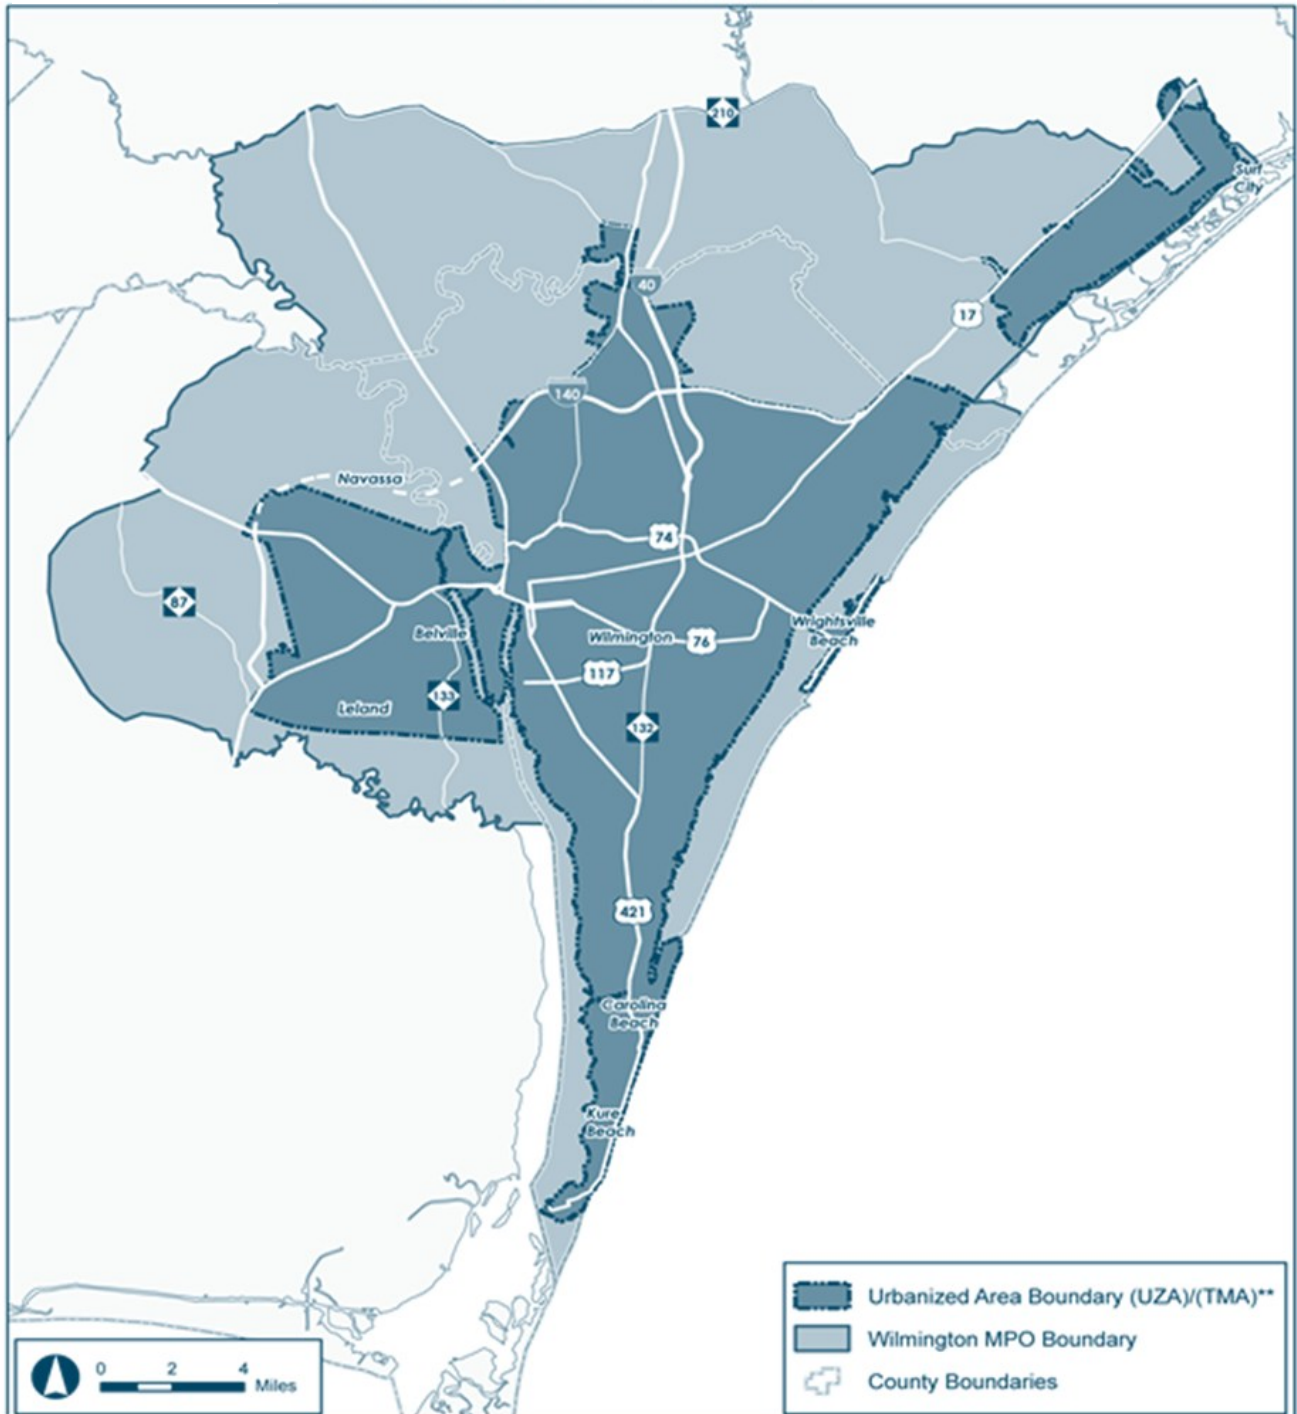 210
Surf
City
40
17
140
Navassa
74
87
Wrightsville
Beach
Belville
Wilmington
76
117
133
Leland
132
421
Carolina
Beach
Kure
Beach
Urbanized Area Boundary (UZA)/(TMA)**
Wilmington MPO Boundary
County Boundaries
0 2 4
Miles